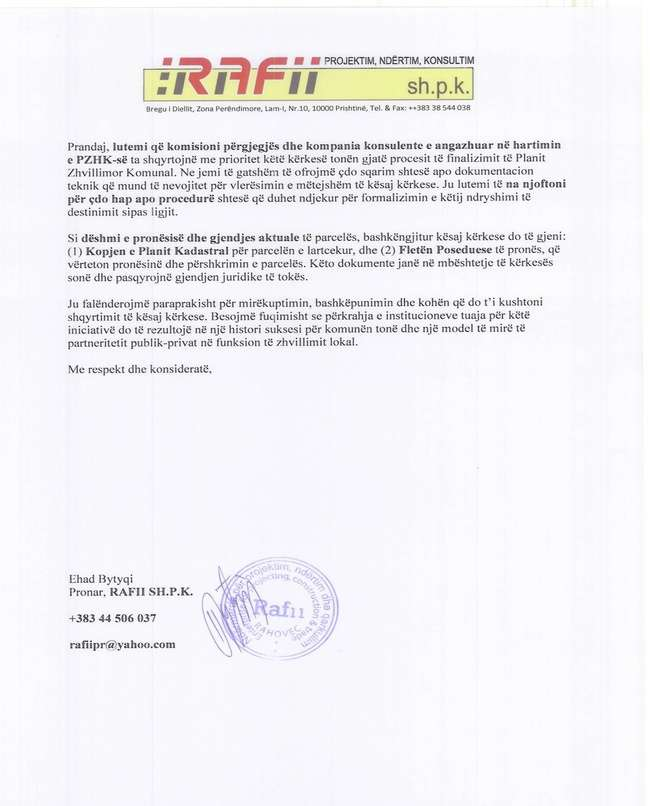 RAFII PROJEKTIM, NDËRTIM, KONSULTIM
sh.p.k.
Bregu i Diellit, Zona Perëndimore, Lam-I, Nr.10, 10000 Prishtinë, Tel. & Fax: ++383 38 544 038
Prandaj, lutemi që komisioni përgjegjës dhe kompania konsulente e angazhuar në hartimin
e PZHK-së ta shqyrtojnë me prioritet këtë kërkesë tonën gjatë procesit të finalizimit të Planit
Zhvillimor Komunal. Ne jemi të gatshëm të ofrojmë çdo sqarim shtesë apo dokumentacion
teknik që mund të nevojitet për vlerësimin e mëtejshëm të kësaj kërkese. Ju lutemi të na njoftoni
për çdo hap apo procedurë shtesë që duhet ndjekur për formalizimin e këtij ndryshimi të
destinimit sipas ligjit.
Si dëshmi e pronësisë dhe gjendjes aktuale të parcelës, bashkëngjitur kësaj kërkese do të gjeni:
(1) Kopjen e Planit Kadastral për parcelën e lartcekur, dhe (2) Fletën Poseduese të pronës, që
vërteton pronësinë dhe përshkrimin e parcelës. Këto dokumente janë në mbështetje të kërkesës
sonë dhe pasqyrojnë gjendjen juridike të tokës.
Ju falënderojmë paraprakisht për mirëkuptimin, bashkëpunimin dhe kohën që do t'i kushtoni
shqyrtimit të kësaj kërkese. Besojmë fuqimisht se përkrahja e institucioneve tuaja për këtë
iniciativë do të rezultojë në një histori suksesi për komunën tonë dhe një model të mirë të
partneritetit publik-privat në funksion të zhvillimit lokal.
Me respekt dhe konsideratë,
Ehad Bytyqi
Pronar, RAFII SH.P.K.
+383 44 506 037
rafiipr@yahoo.com
për projektim, ndërtim dhe qarkullim
projecting, construction & trade
Rafii
RAHOVEC